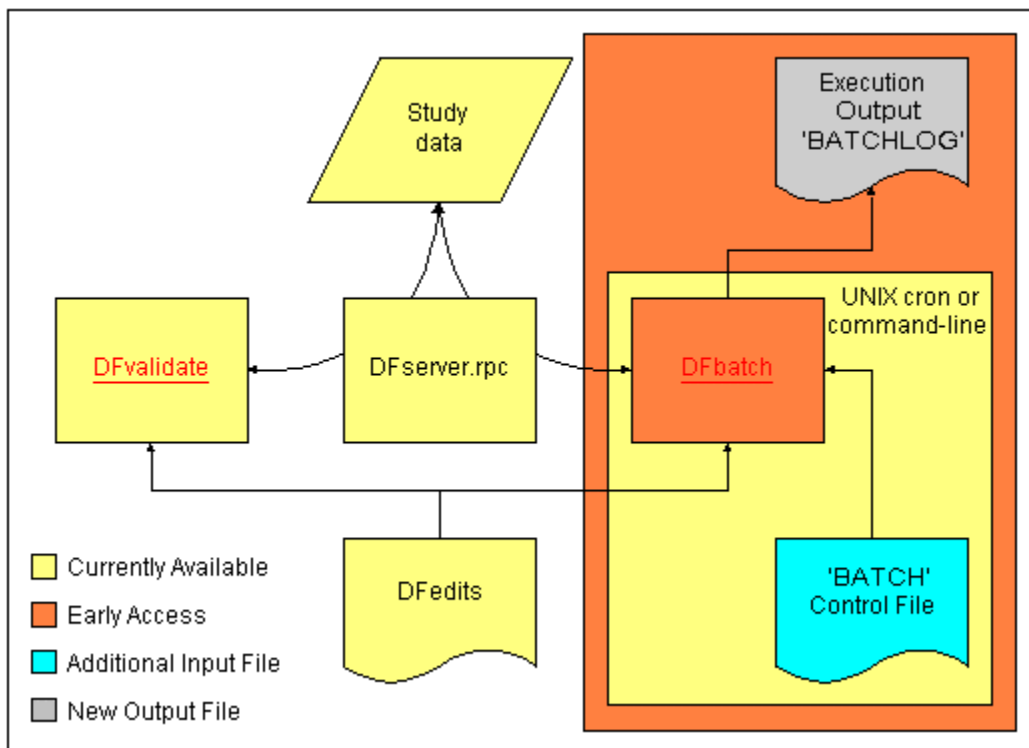 Study
data
Execution
Output
'BATCHLOG'
UNIX cron or
command-line
DFvalidate
DFserver.rpc
DFbatch
DFedits
'BATCH'
Control File
Currently Available
Early Access
Additional Input File
New Output File